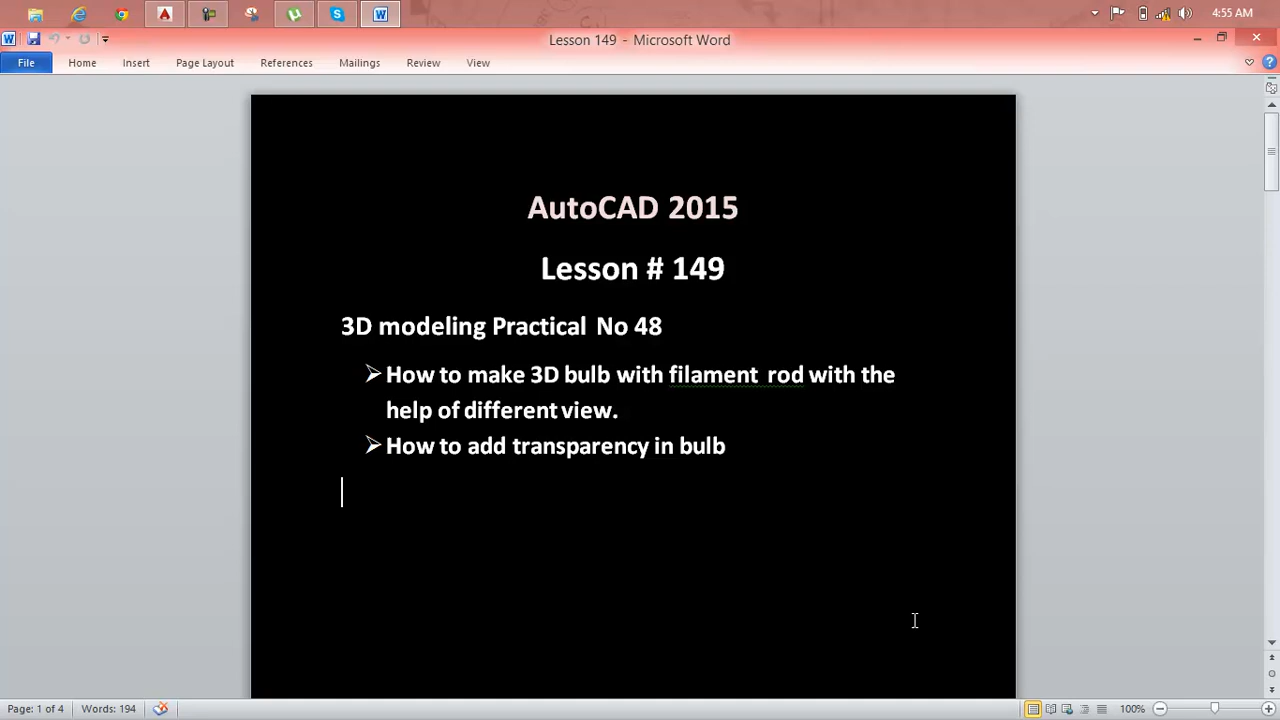 4:55 AM
Lesson 149 - Microsoft Word
File Home Insert Page Layout References Mailings Review View
AutoCAD 2015
Lesson # 149
3D modeling Practical No 48
How to make 3D bulb with filament rod with the
help of different view.
How to add transparency in bulb
Page: 1 of 4 Words: 194 100%